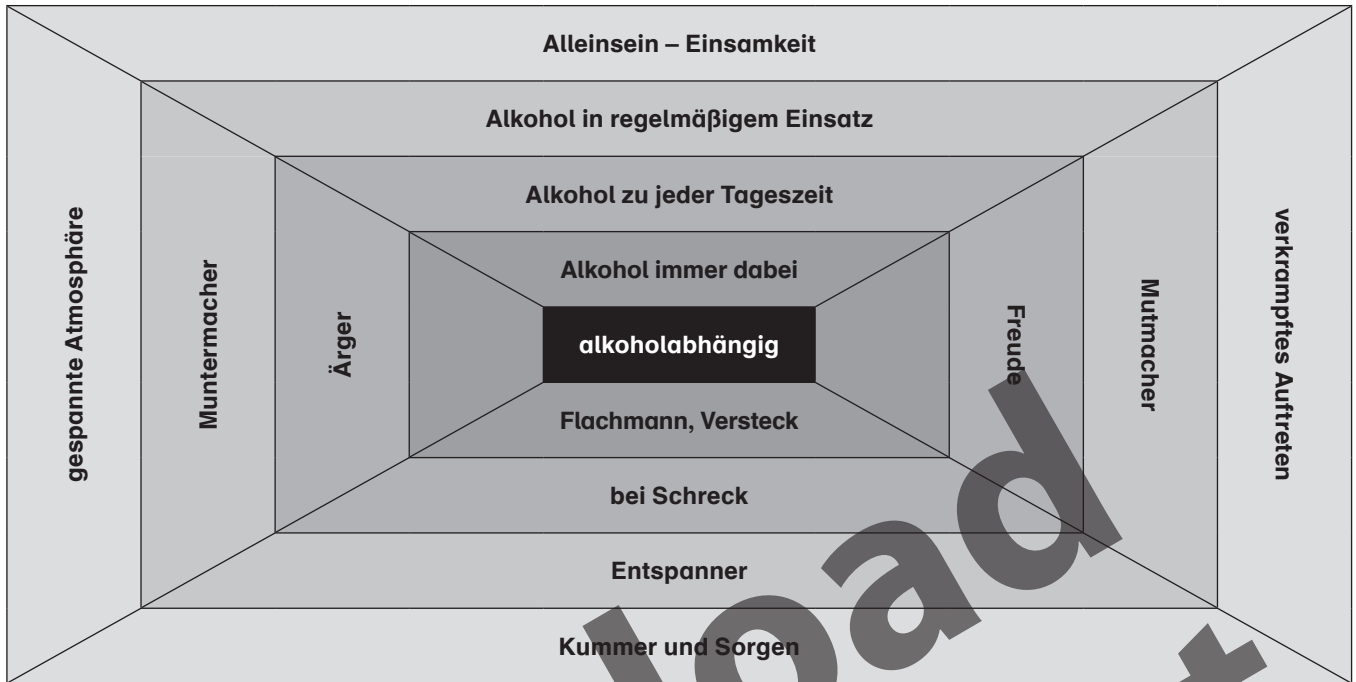 Alleinsein – Einsamkeit
Alkohol in regelmäßigem Einsatz
Alkohol zu jeder Tageszeit
Alkohol immer dabei
gespannte Atmosphäre
Muntermacher
Ärger
alkoholabhängig
Freude
Mutmacher
verkrampftes Auftreten
Flachmann, Versteck
bei Schreck
Entspanner
Kummer und Sorgen
load